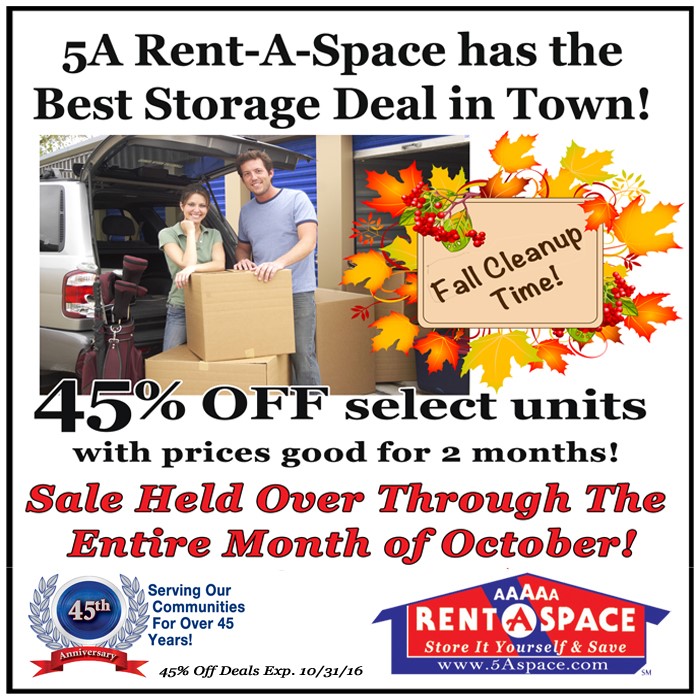 5A Rent-A-Space has the
Best Storage Deal in Town!
Fall Cleanup
Time!
45% OFF select units
with prices good for 2 months!
Sale Held Over Through The
Entire Month of October!
45th
Anniversary
Serving Our
Communities
For Over 45
Years!
45% Off Deals Exp. 10/31/16
AAAAA
RENT A SPACE
Store It Yourself & Save
www.5Aspace.com
SM